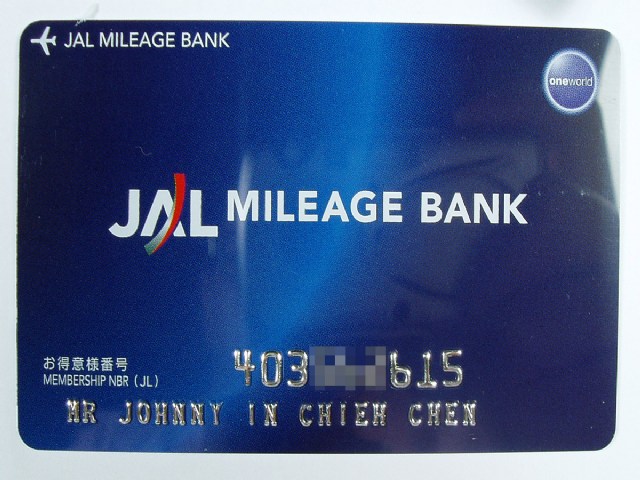 JAL MILEAGE BANK
oneworld
JAL MILEAGE BANK
お得意様番号
MEMBERSHIP NBR (JL)
403 615
MR JOHNNY IN CHIEH CHEN